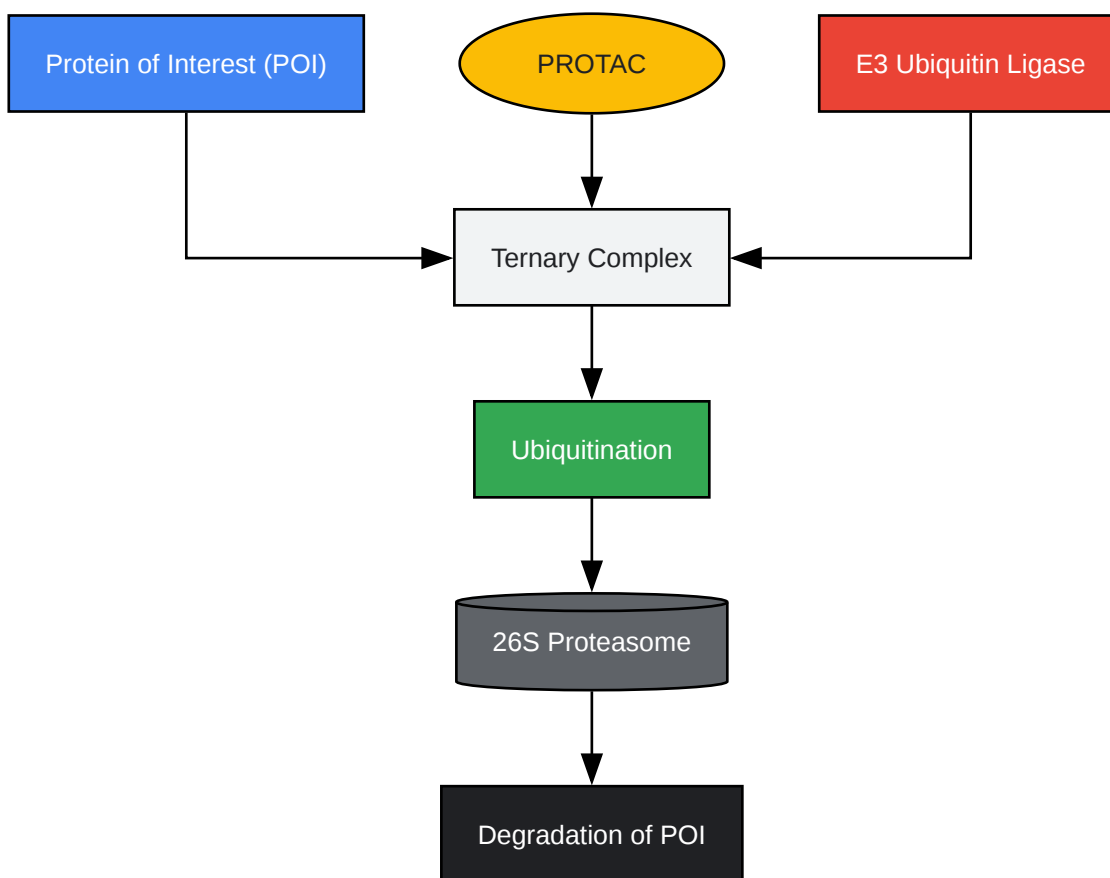 Protein of Interest (POI)
PROTAC
E3 Ubiquitin Ligase
Ternary Complex
Ubiquitination
26S Proteasome
Degradation of POI